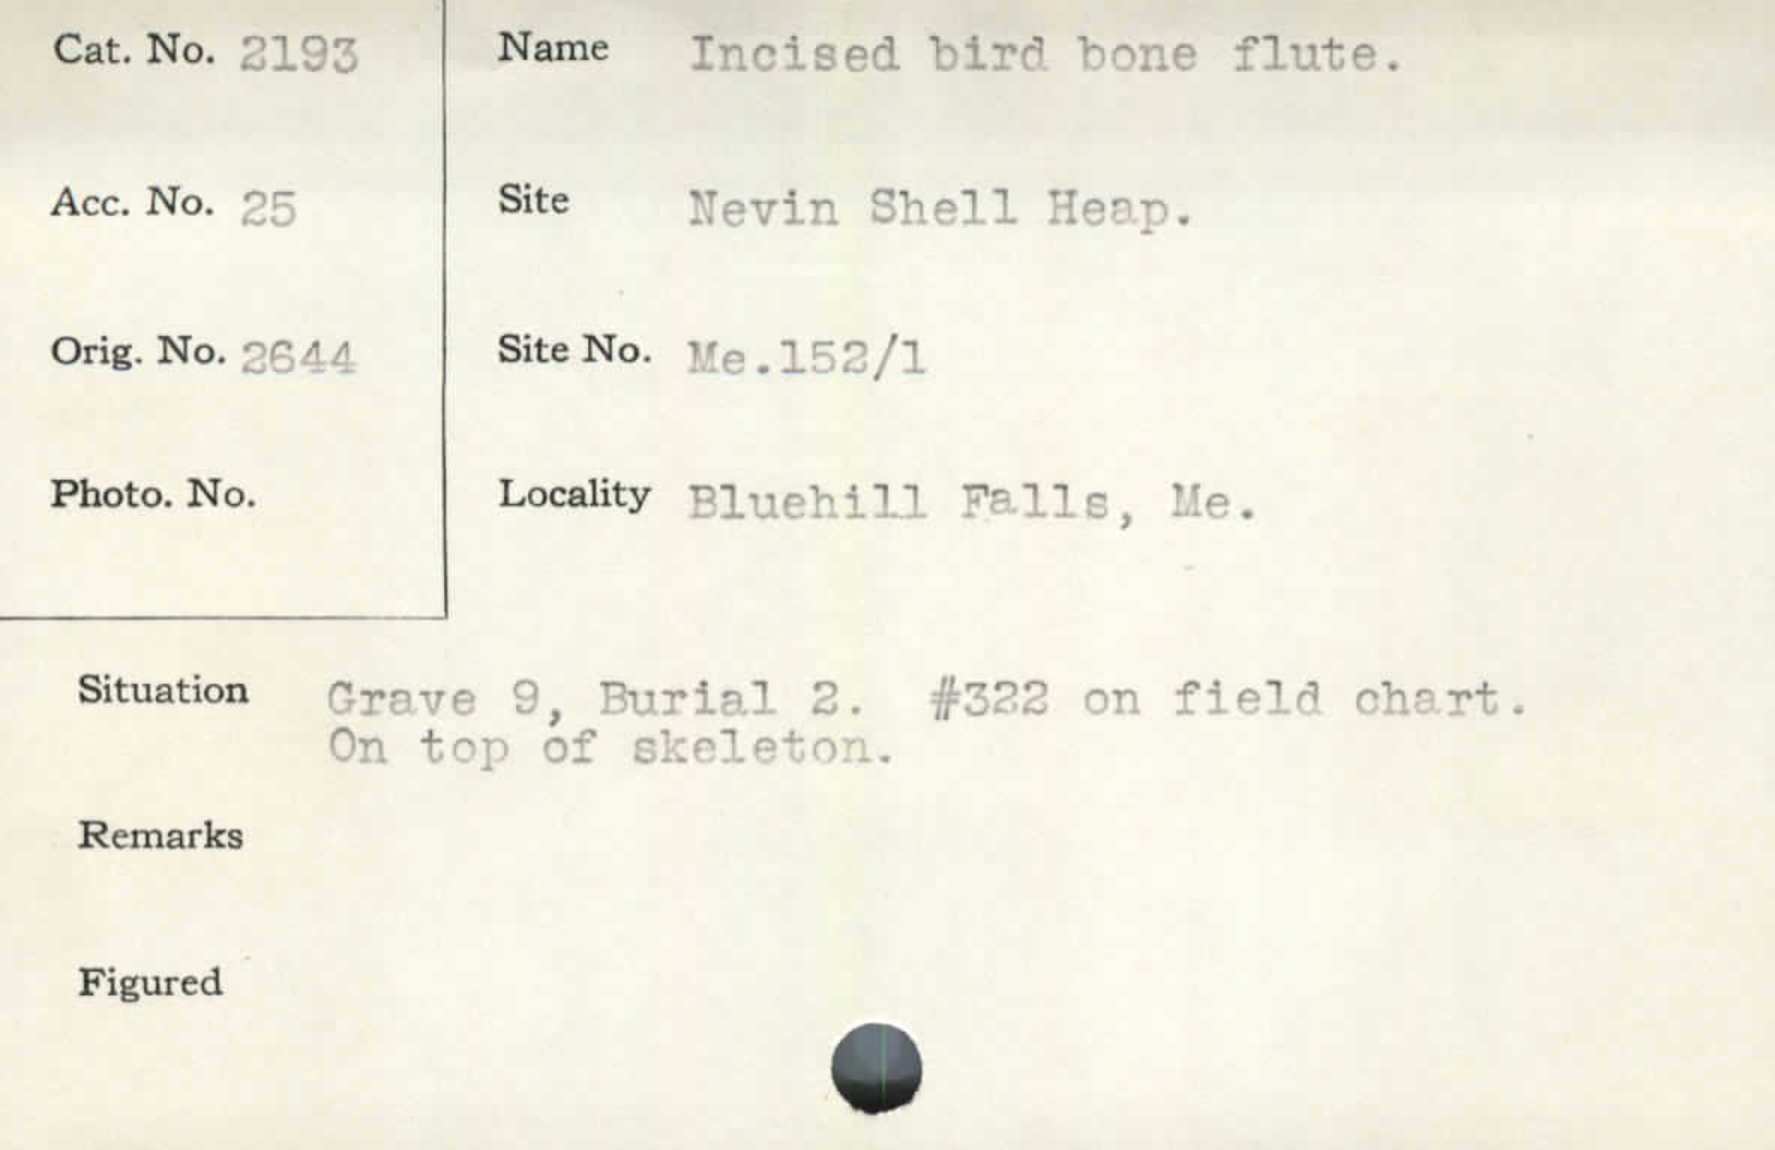 Cat. No. 2193
Name Incised bird bone flute.
Acc. No. 25
Site Nevin Shell Heap.
Orig. No. 2644
Site No. Me.152/1
Photo. No.
Locality Bluehill Falls, Me.
Situation Grave 9, Burial 2. #322 on field chart.
On top of skeleton.
Remarks
Figured